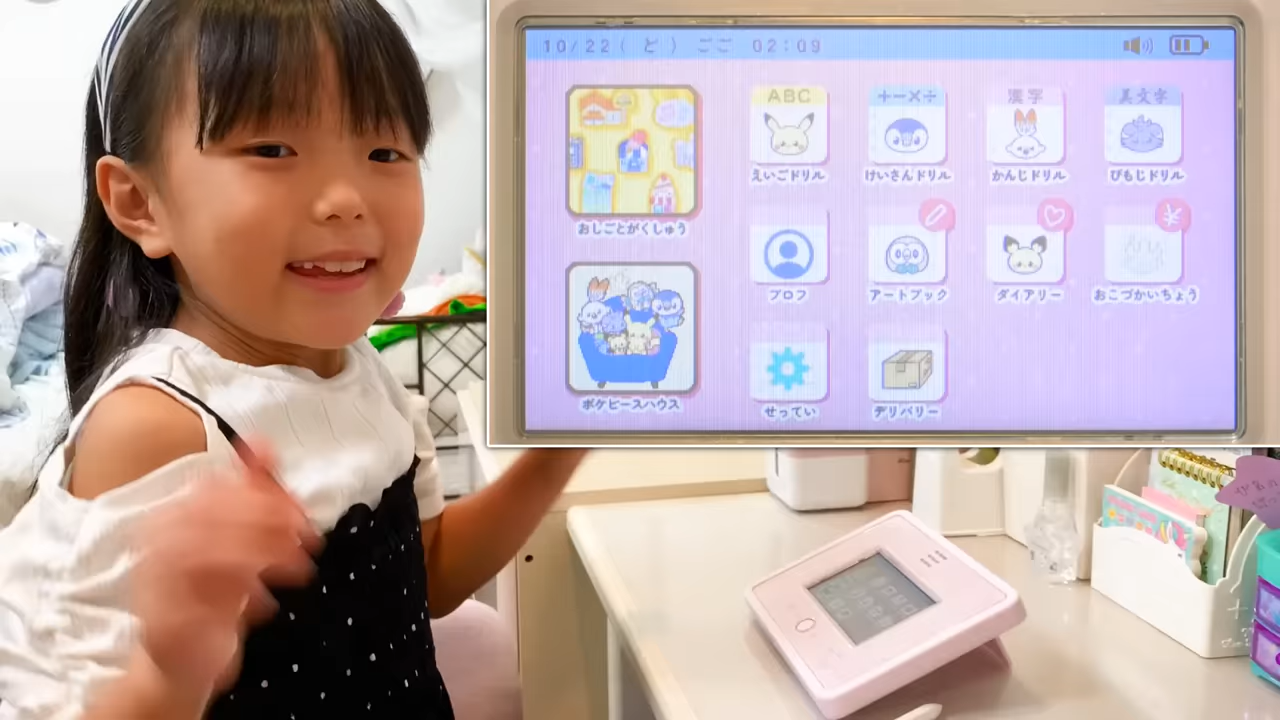 10/22(ど) ごご 02:09
ABC
+-×÷
漢字
美文字
えいごドリル
けいさんドリル
かんじドリル
びもじドリル
おしごとがくしゅう
¥
プロフ
アートブック
ダイアリー
おこづかいちょう
ポケピースハウス
せってい
デリバリー